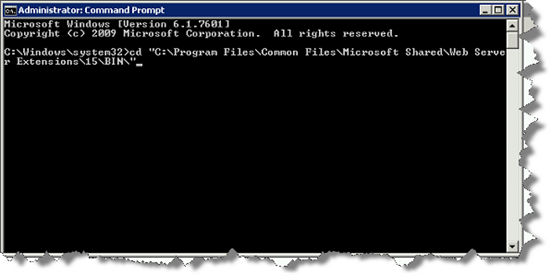 Administrator: Command Prompt
Microsoft Windows [Version 6.1.7601]
Copyright (c) 2009 Microsoft Corporation.  All rights reserved.
C:\Windows\system32>cd "C:\Program Files\Common Files\Microsoft Shared\Web Serve
r Extensions\15\BIN\"_